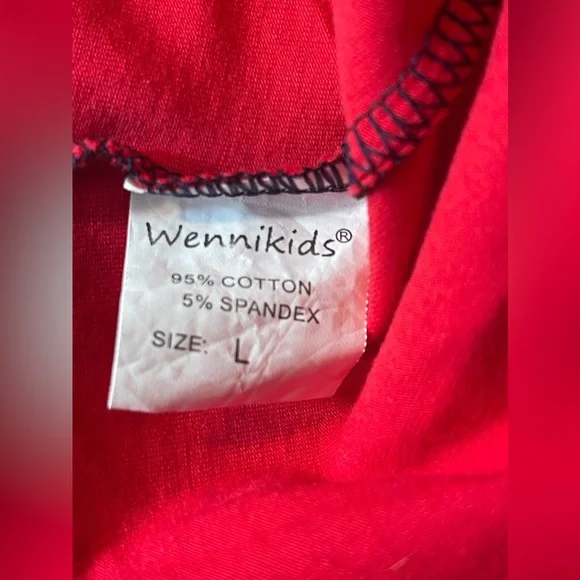 Wennikids®
95% COTTON
5% SPANDEX
SIZE: L